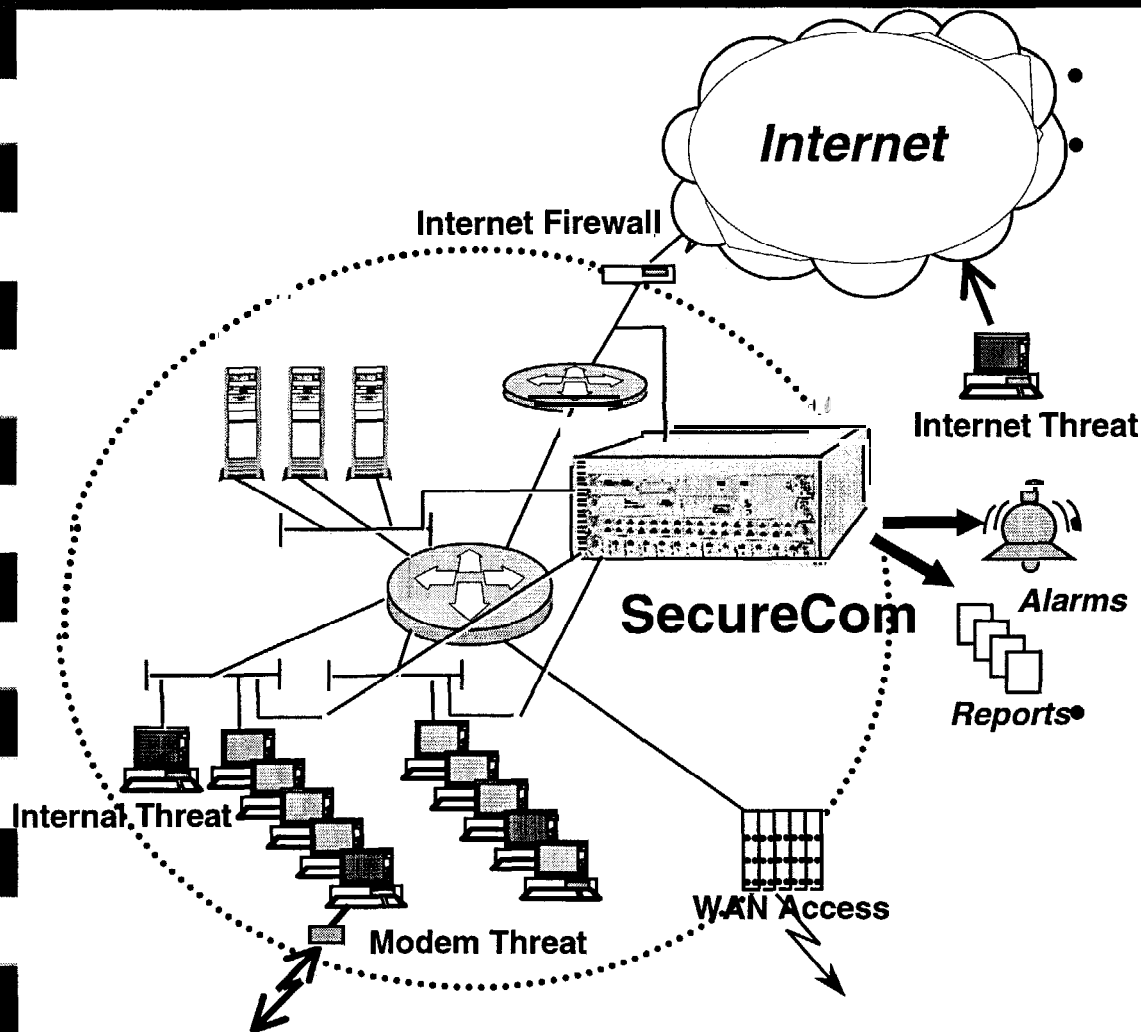 Internet
Internet Firewall
Internet Threat
SecureCom
Alarms
Reports
Internal Threat
WAN Access
Modem Threat